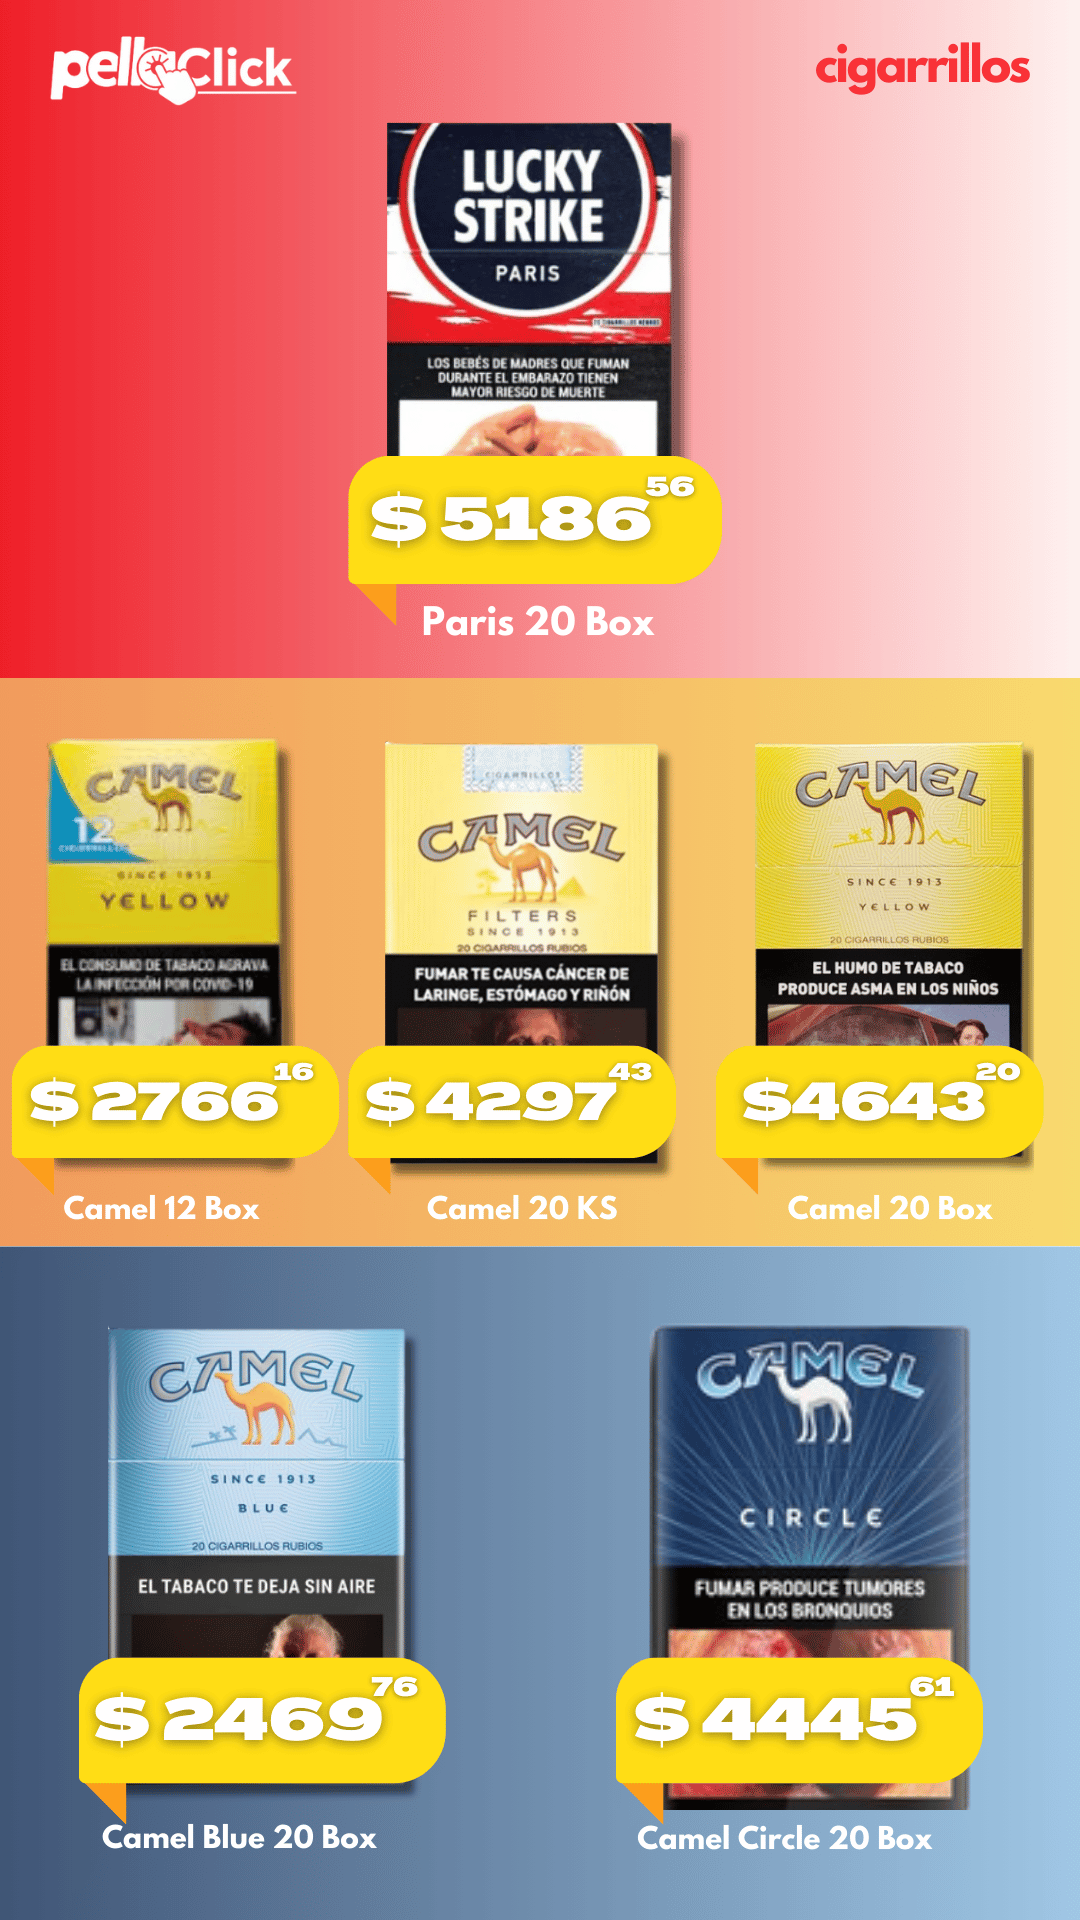 pellaClick
cigarrillos
LUCKY
STRIKE
PARIS
20 CIGARRILLOS NEGROS
LOS BEBÉS DE MADRES QUE FUMAN
DURANTE EL EMBARAZO TIENEN
MAYOR RIESGO DE MUERTE
$ 5186 56
Paris 20 Box
CAMEL
12
CIGARRILLOS
SINCE 1913
YELLOW
EL CONSUMO DE TABACO AGRAVA
LA INFECCIÓN POR COVID-19
$ 2766 16
Camel 12 Box
CIGARRILLOS
CAMEL
FILTERS
SINCE 1913
20 CIGARRILLOS RUBIOS
FUMAR TE CAUSA CÁNCER DE
LARINGE, ESTÓMAGO Y RIÑÓN
$ 4297 43
Camel 20 KS
CAMEL
SINCE 1913
YELLOW
20 CIGARRILLOS RUBIOS
EL HUMO DE TABACO
PRODUCE ASMA EN LOS NIÑOS
$4643 20
Camel 20 Box
CAMEL
SINCE 1913
BLUE
20 CIGARRILLOS RUBIOS
EL TABACO TE DEJA SIN AIRE
$ 2469 76
Camel Blue 20 Box
CAMEL
CIRCLE
FUMAR PRODUCE TUMORES
EN LOS BRONQUIOS
$ 4445 61
Camel Circle 20 Box